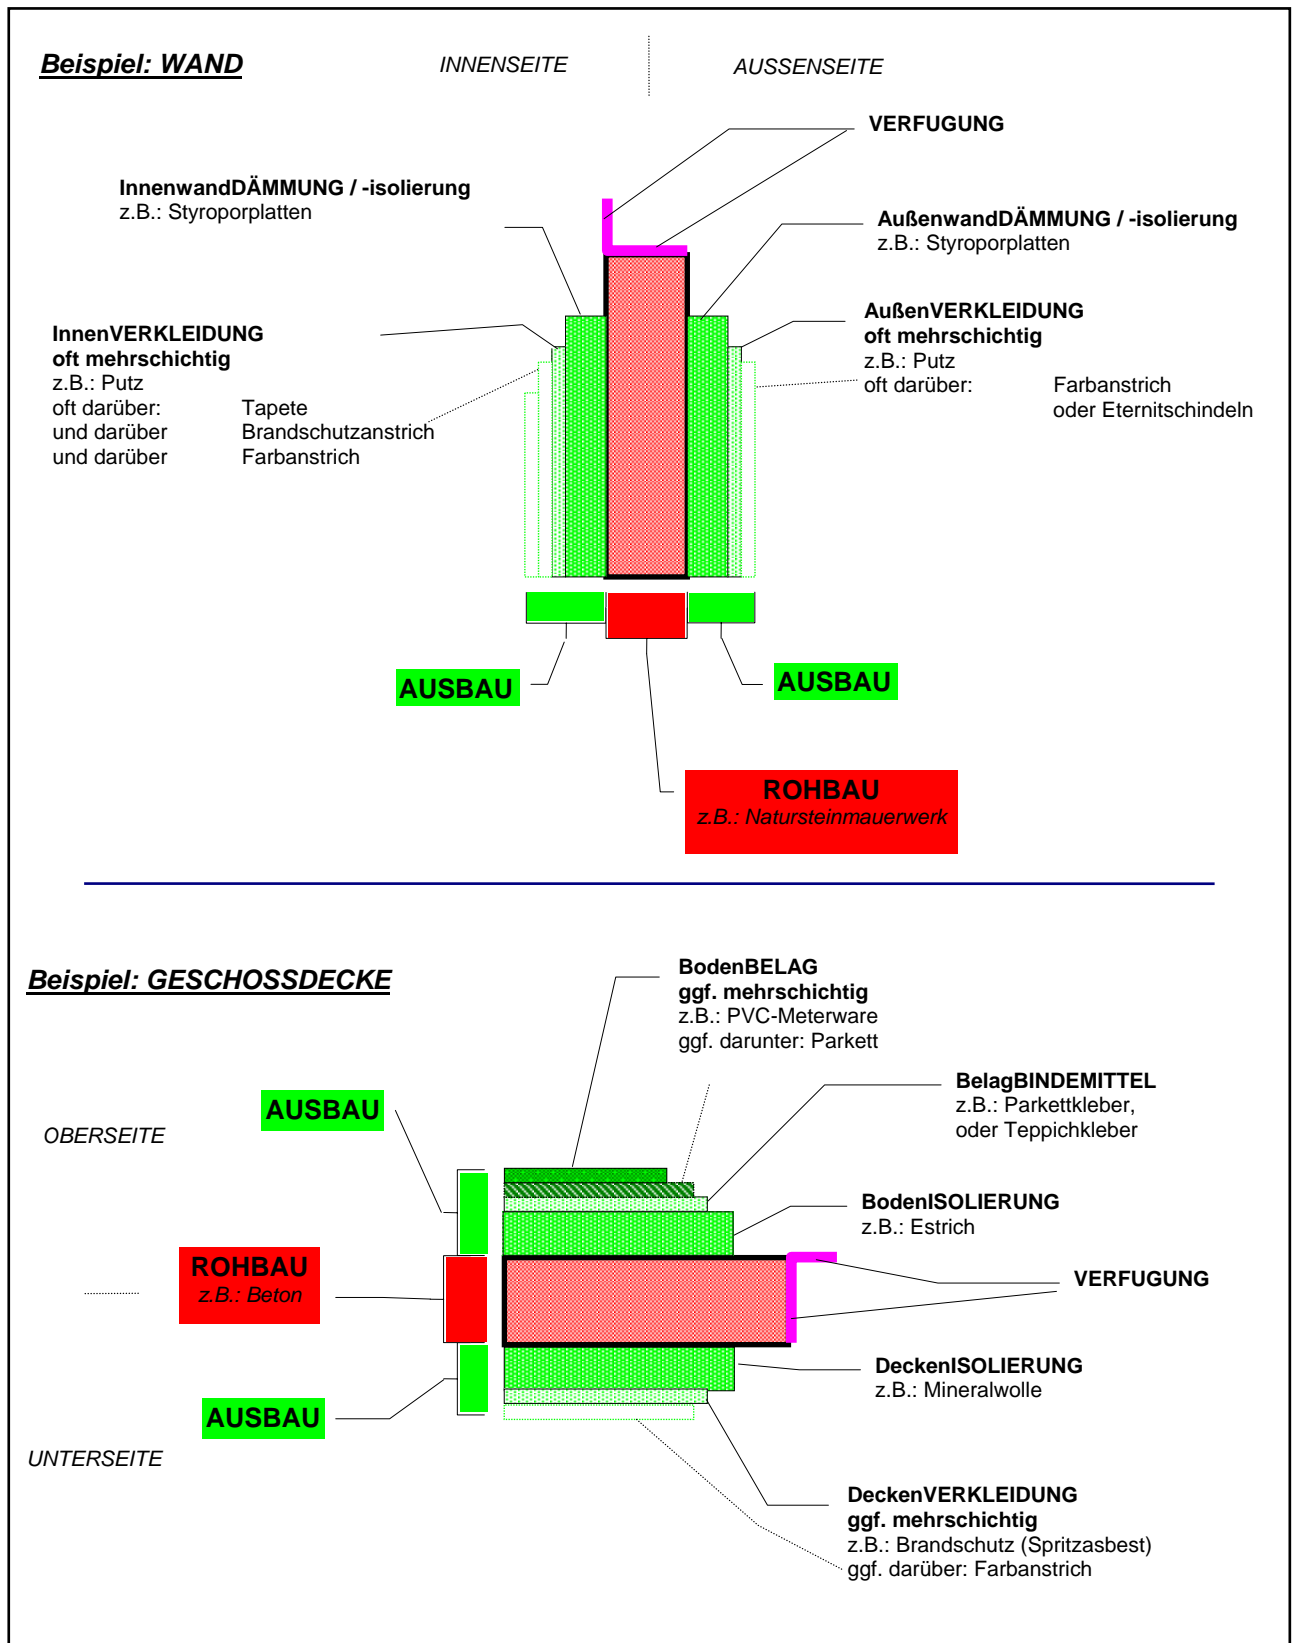 Beispiel: WAND
INNENSEITE
AUSSENSEITE
VERFUGUNG
InnenwandDÄMMUNG / -isolierung
z.B.: Styroporplatten
AußenwandDÄMMUNG / -isolierung
z.B.: Styroporplatten
InnenVERKLEIDUNG
oft mehrschichtig
z.B.: Putz
oft darüber: Tapete
und darüber Brandschutzanstrich
und darüber Farbanstrich
AußenVERKLEIDUNG
oft mehrschichtig
z.B.: Putz
oft darüber: Farbanstrich
oder Eternitschindeln
AUSBAU
AUSBAU
ROHBAU
z.B.: Natursteinmauerwerk
Beispiel: GESCHOSSDECKE
BodenBELAG
ggf. mehrschichtig
z.B.: PVC-Meterware
ggf. darunter: Parkett
BelagBINDEMITTEL
z.B.: Parkettkleber,
oder Teppichkleber
AUSBAU
OBERSEITE
BodenISOLIERUNG
z.B.: Estrich
ROHBAU
z.B.: Beton
VERFUGUNG
DeckenISOLIERUNG
z.B.: Mineralwolle
AUSBAU
UNTERSEITE
DeckenVERKLEIDUNG
ggf. mehrschichtig
z.B.: Brandschutz (Spritzasbest)
ggf. darüber: Farbanstrich